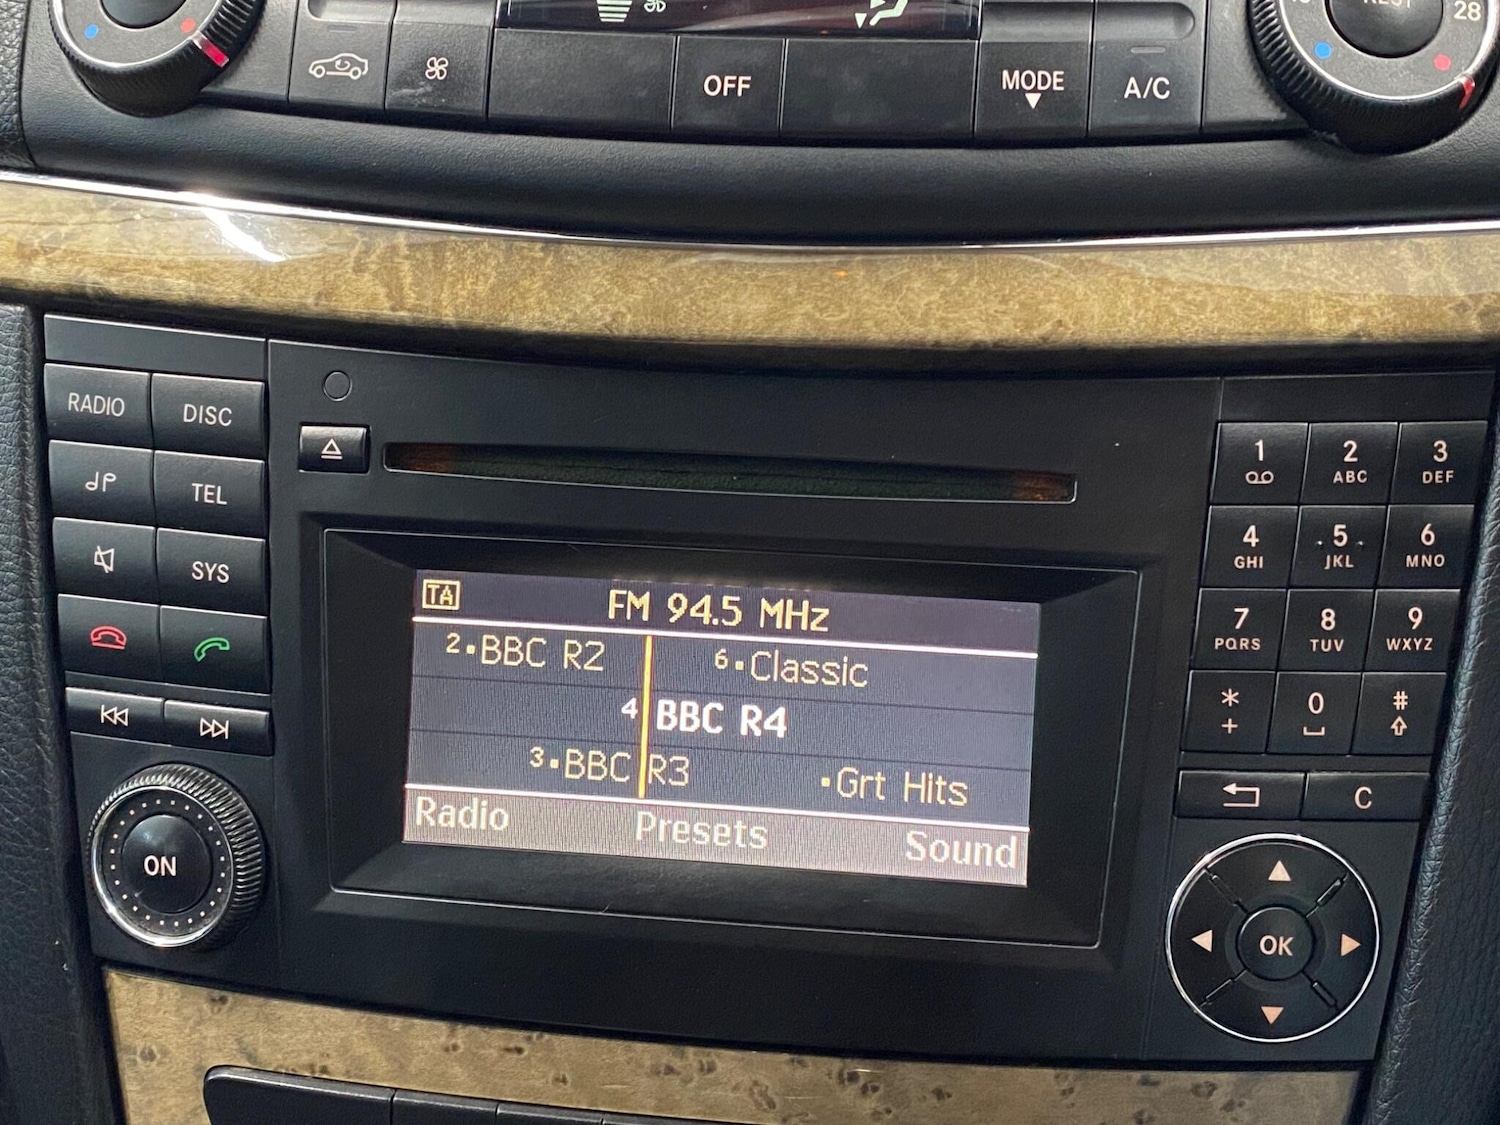 REST
28
OFF
MODE
A/C
RADIO
DISC
TEL
SYS
ON
TA
FM 94.5 MHz
2 BBC R2
6 Classic
4 BBC R4
3 BBC R3
Grt Hits
Radio Presets Sound
1 2 3
ABC DEF
4 5 6
GHI JKL MNO
7 8 9
PQRS TUV WXYZ
* 0 #
+
C
OK